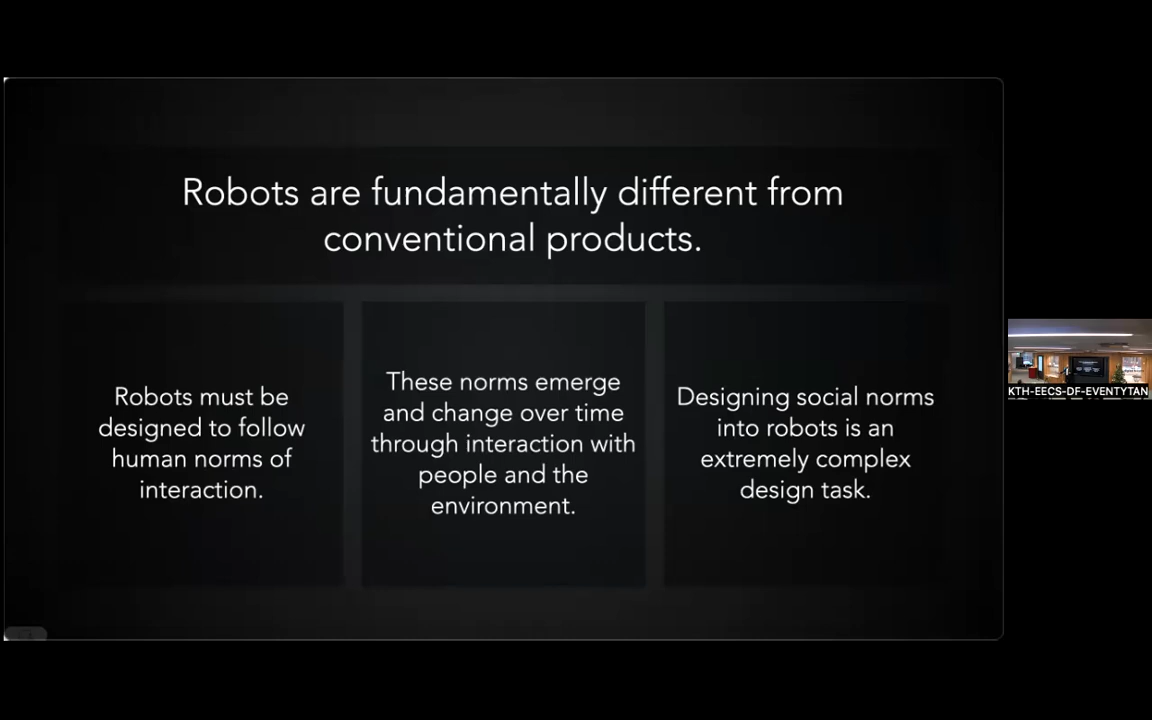 Robots are fundamentally different from
conventional products.
Robots must be
designed to follow
human norms of
interaction.
These norms emerge
and change over time
through interaction with
people and the
environment.
Designing social norms
into robots is an
extremely complex
design task.
KTH-EECS-DF-EVENTYTAN